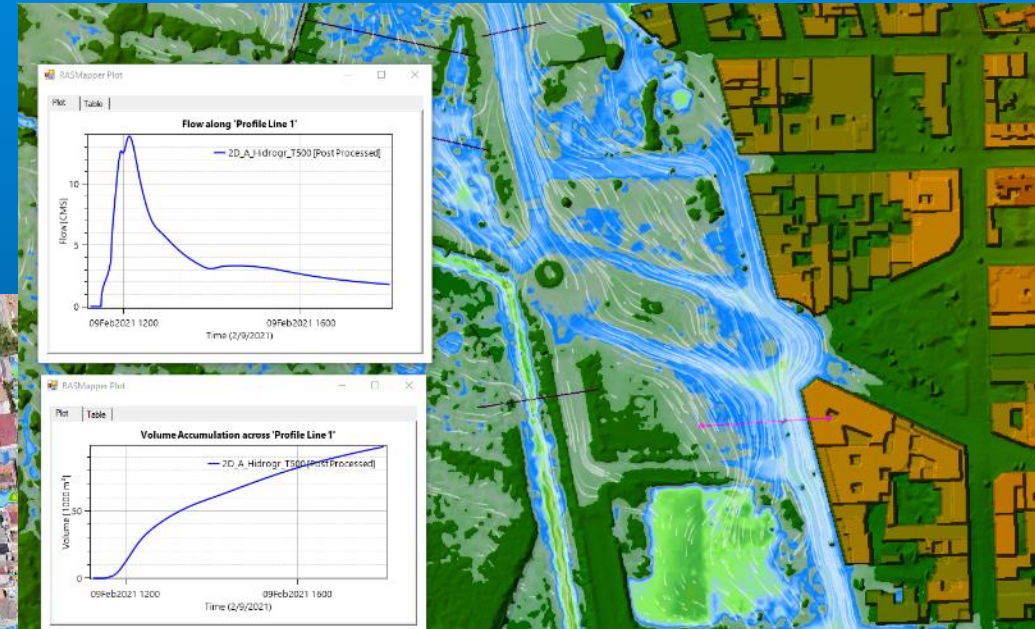 RASMapper Plot
Plot Table
Flow along 'Profile Line 1'
2D_A_Hidrogr_T500 [Post Processed]
10
5
0
Flow [CMS]
09Feb2021 1200 09Feb2021 1600
Time (2/9/2021)
RASMapper Plot
Plot Table
Volume Accumulation across 'Profile Line 1'
2D_A_Hidrogr_T500 [Post Processed]
50
0
Volume [1000 m³]
09Feb2021 1200 09Feb2021 1600
Time (2/9/2021)